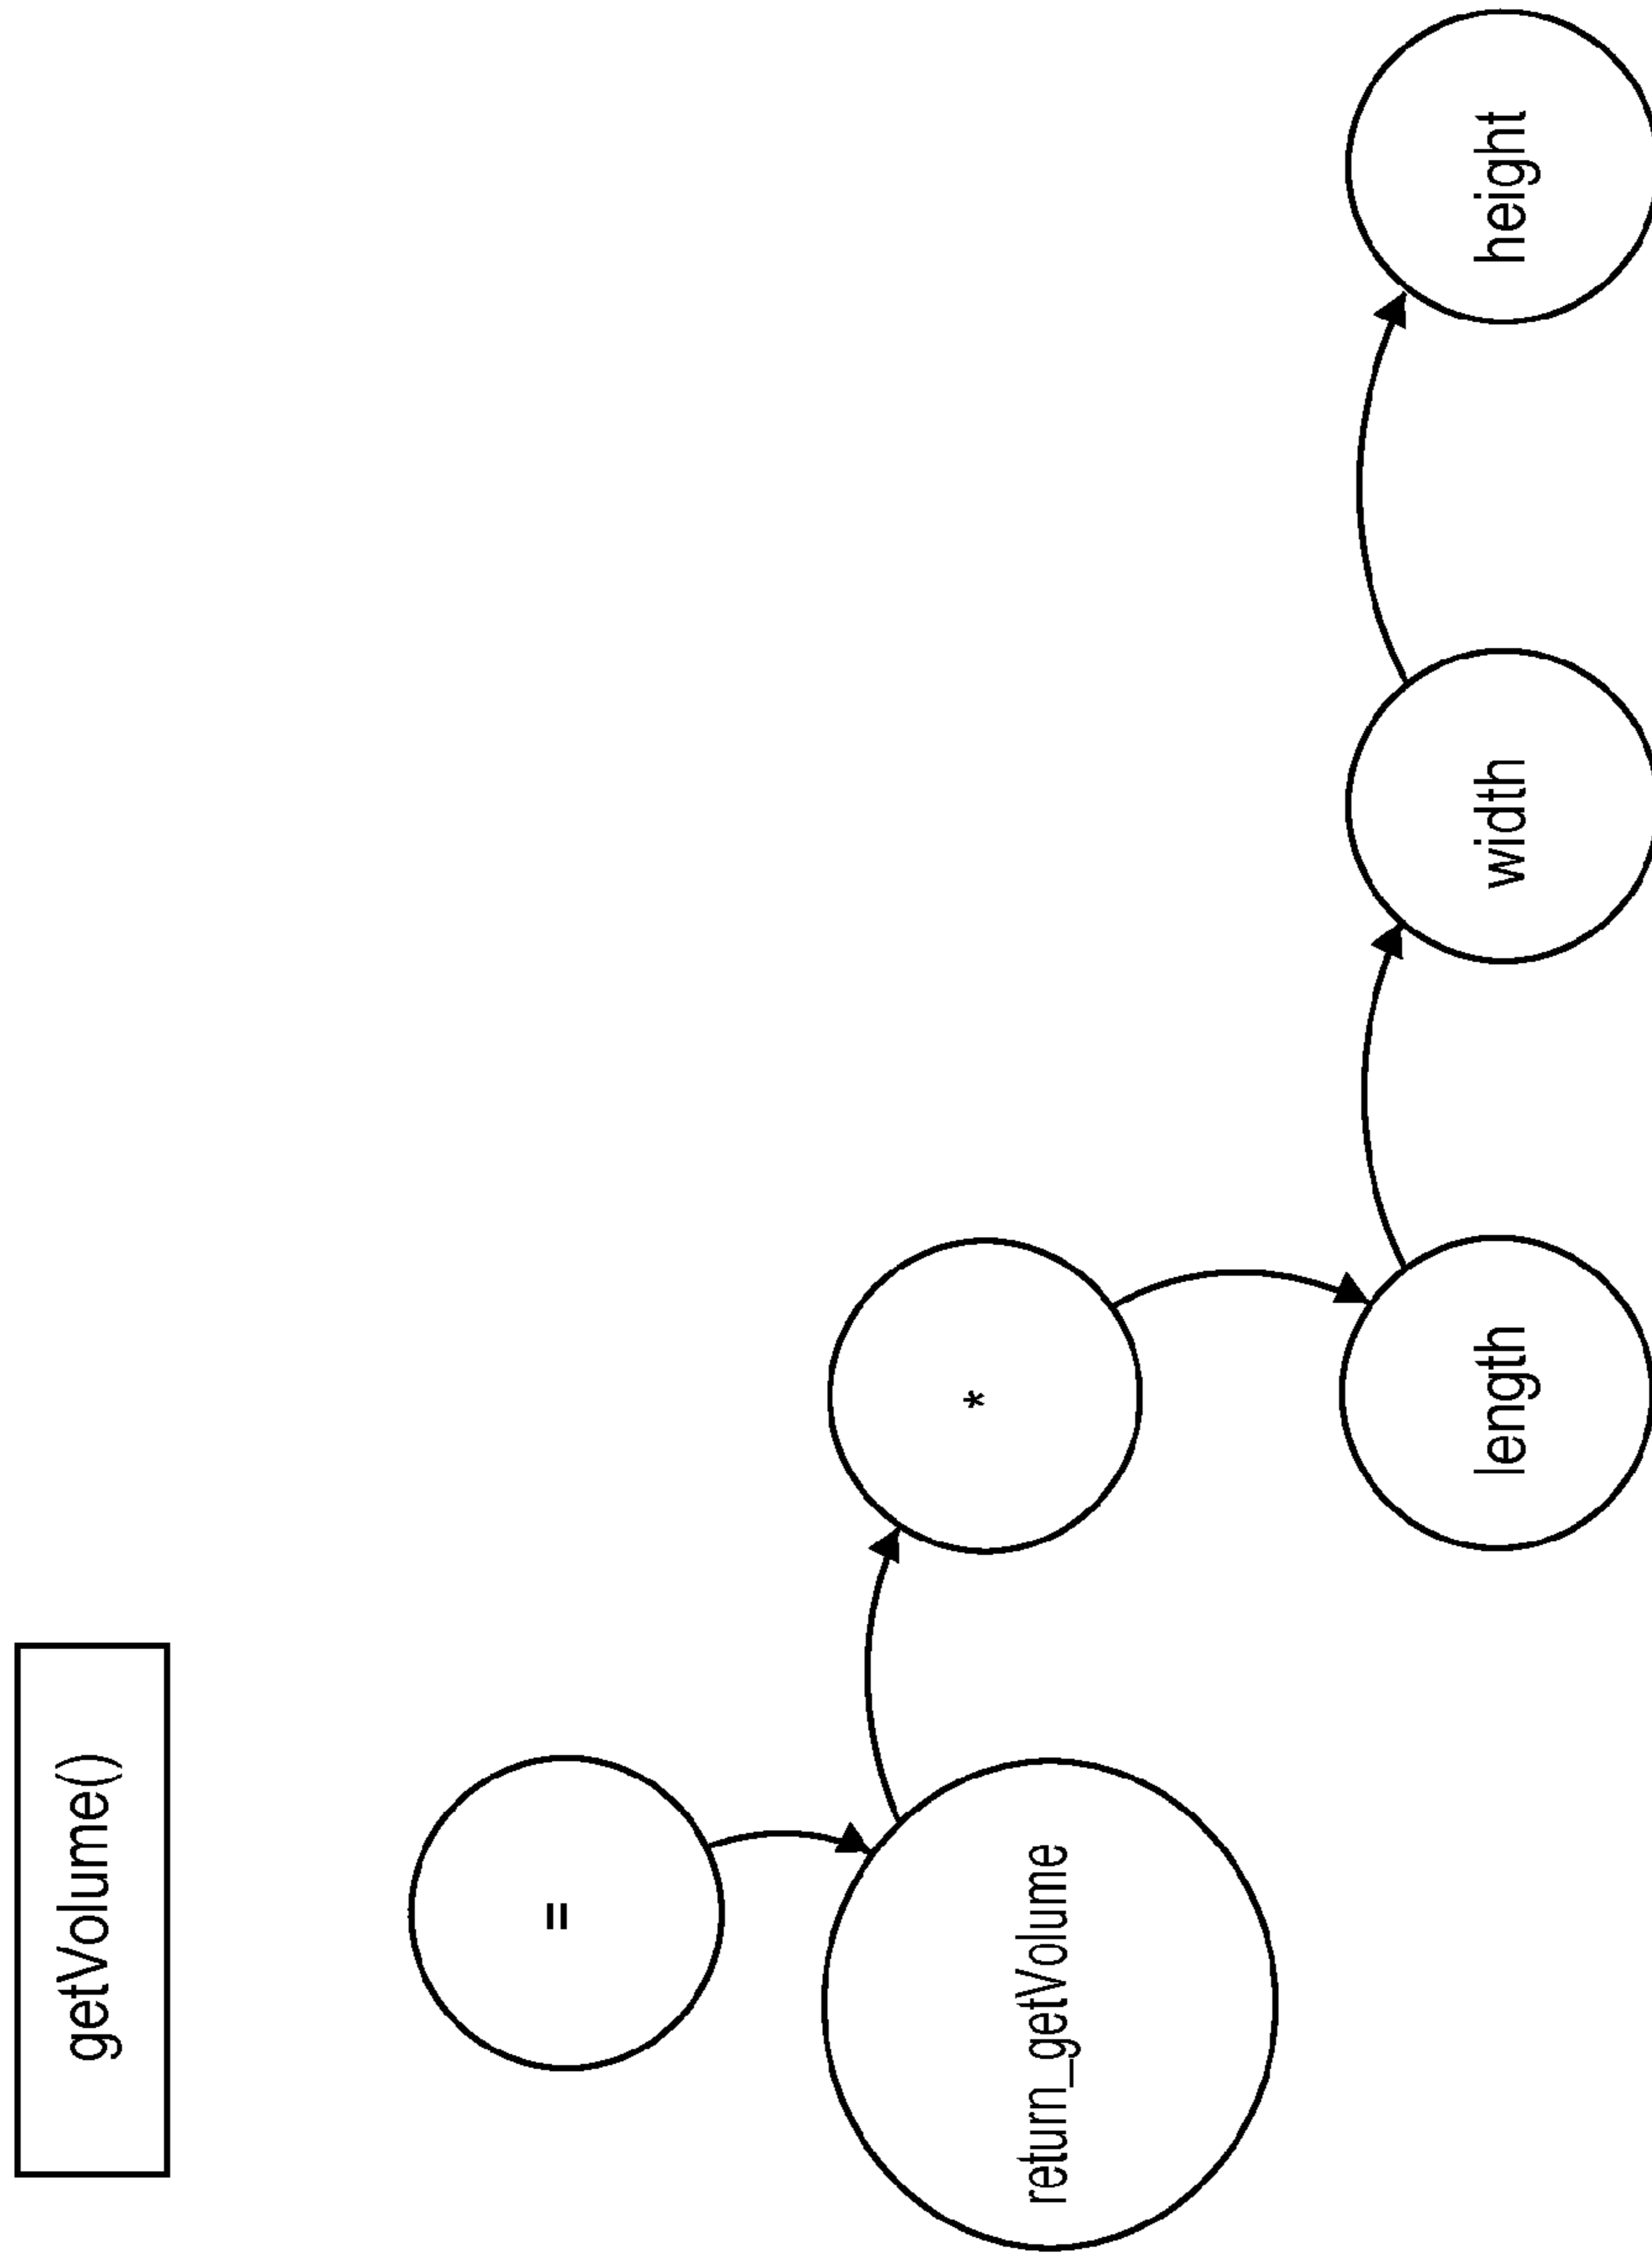 getVolume()
=
return_getVolume
*
length
width
height